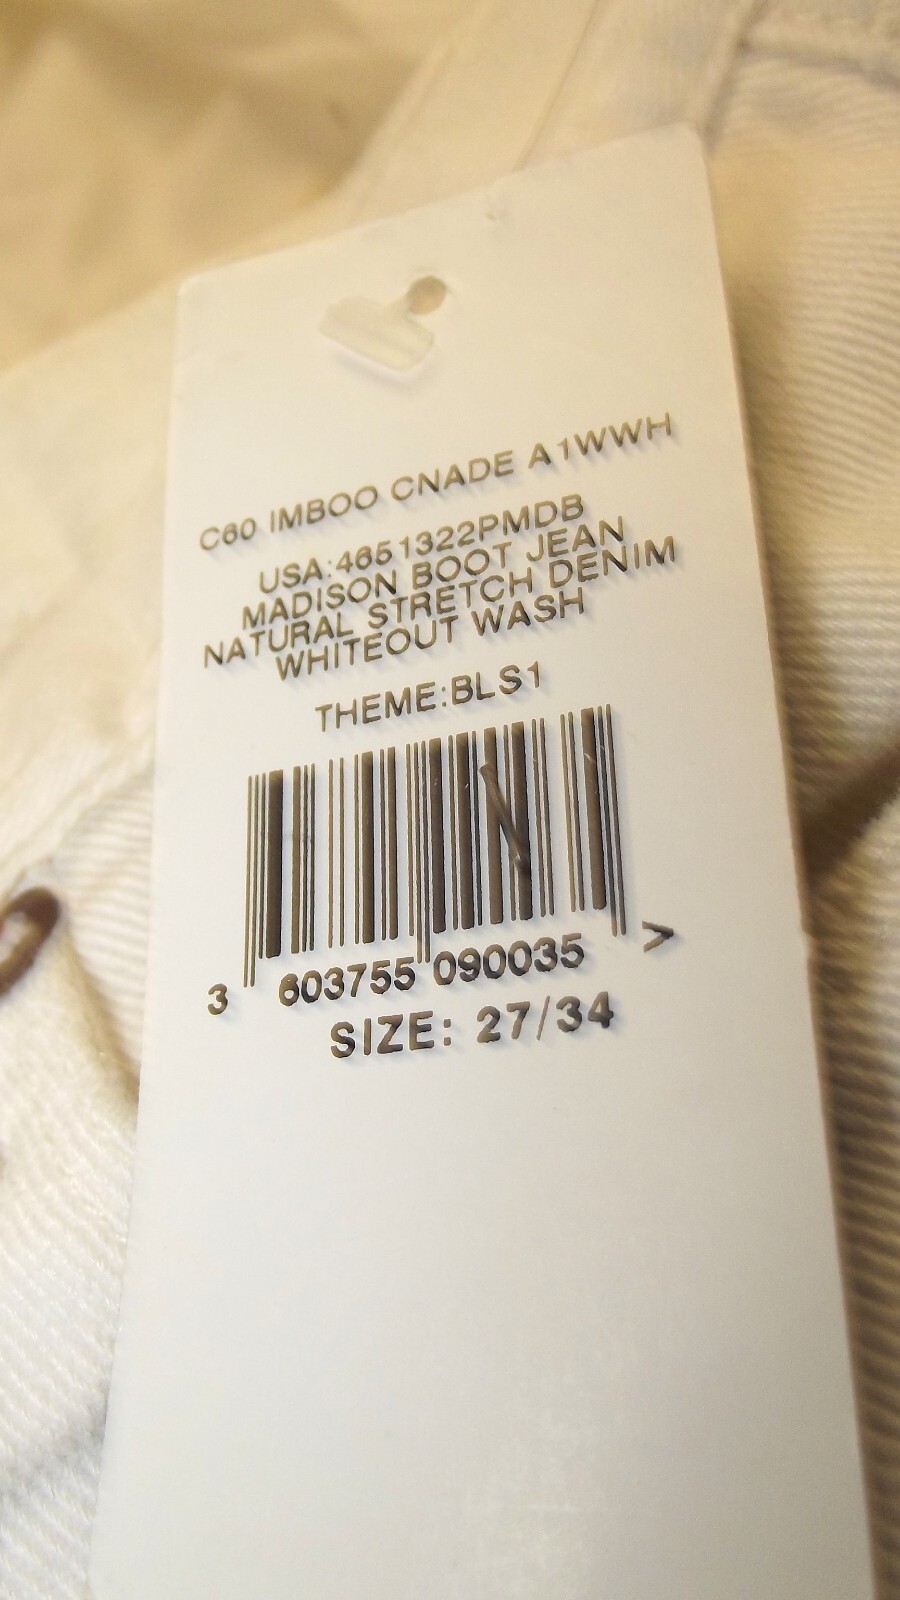 C60 IMBOO CNADE A1WWH
USA:4651322PMDB
MADISON BOOT JEAN
NATURAL STRETCH DENIM
WHITEOUT WASH
THEME:BLS1
3 603755 090035 >
SIZE: 27/34